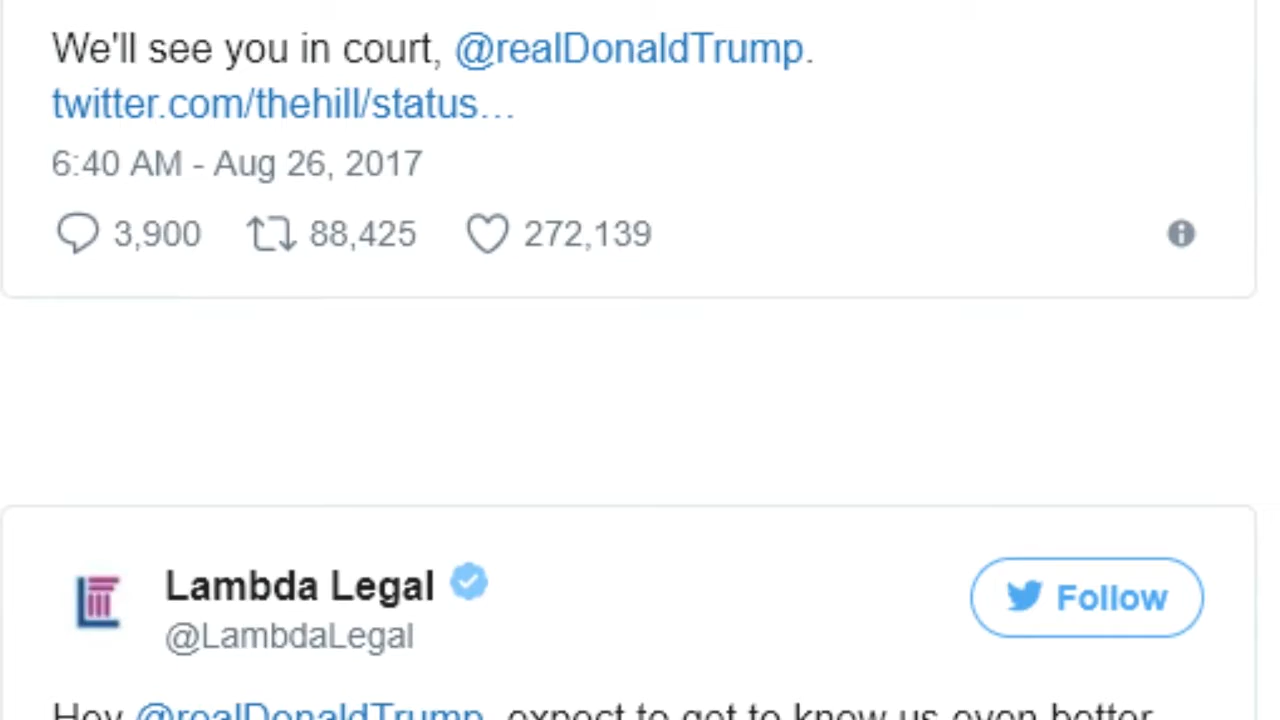 We'll see you in court, @realDonaldTrump.
twitter.com/thehill/status…
6:40 AM - Aug 26, 2017
3,900 88,425 272,139
Lambda Legal
Follow
@LambdaLegal
Hey @realDonaldTrump, expect to get to know us even better